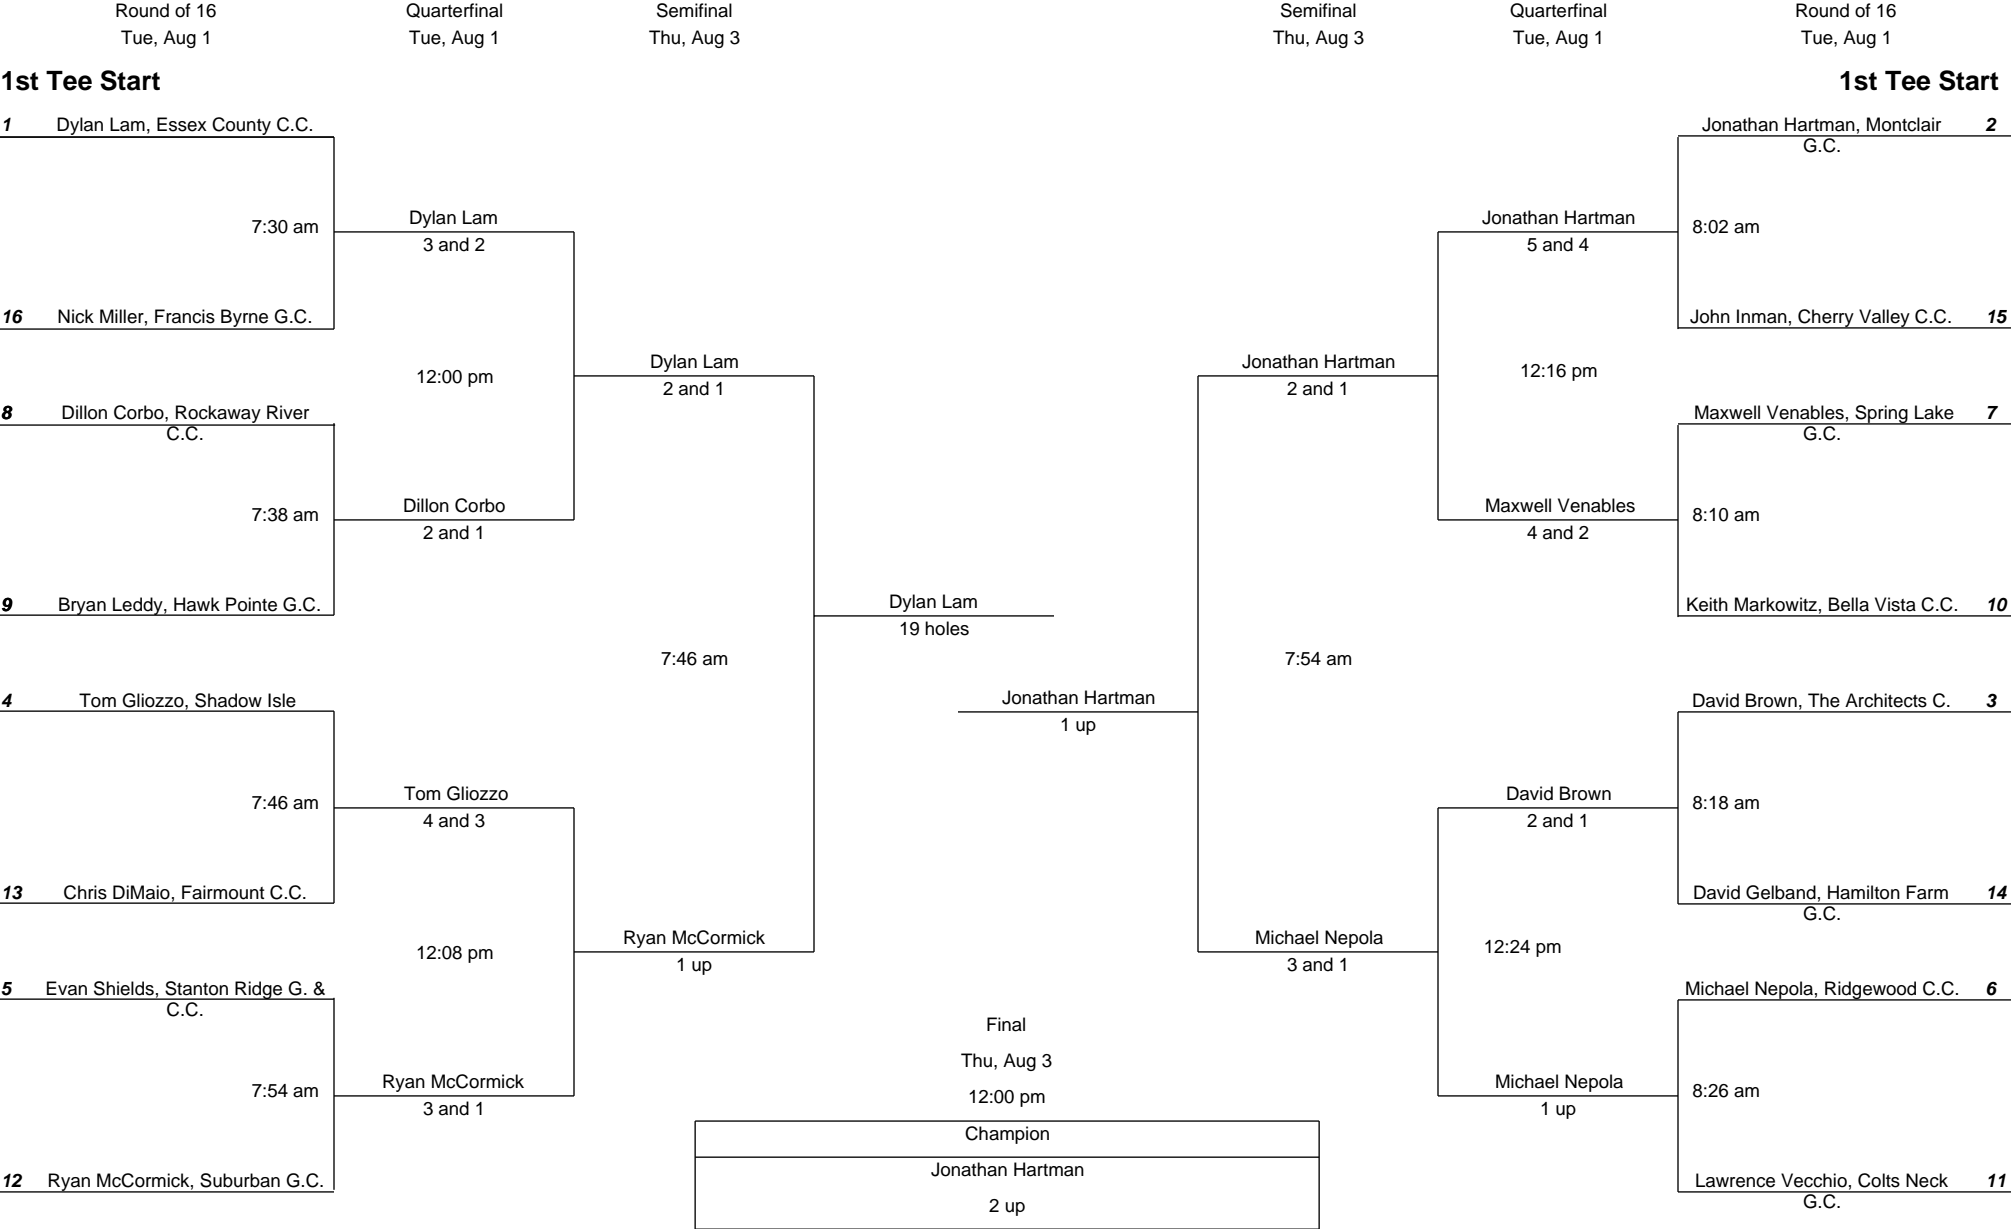 Round of 16
Tue, Aug 1
Quarterfinal
Tue, Aug 1
Semifinal
Thu, Aug 3
Semifinal
Thu, Aug 3
Quarterfinal
Tue, Aug 1
Round of 16
Tue, Aug 1
1st Tee Start
1st Tee Start
1 Dylan Lam, Essex County C.C.
7:30 am
16 Nick Miller, Francis Byrne G.C.
8 Dillon Corbo, Rockaway River
C.C.
7:38 am
9 Bryan Leddy, Hawk Pointe G.C.
4 Tom Gliozzo, Shadow Isle
7:46 am
13 Chris DiMaio, Fairmount C.C.
5 Evan Shields, Stanton Ridge G. &
C.C.
7:54 am
12 Ryan McCormick, Suburban G.C.
Dylan Lam
3 and 2
12:00 pm
Dillon Corbo
2 and 1
Tom Gliozzo
4 and 3
12:08 pm
Ryan McCormick
3 and 1
Dylan Lam
2 and 1
7:46 am
Ryan McCormick
1 up
Dylan Lam
19 holes
Jonathan Hartman
1 up
Final
Thu, Aug 3
12:00 pm
Champion
Jonathan Hartman
2 up
Jonathan Hartman
2 and 1
7:54 am
Michael Nepola
3 and 1
Jonathan Hartman
5 and 4
12:16 pm
Maxwell Venables
4 and 2
David Brown
2 and 1
12:24 pm
Michael Nepola
1 up
Jonathan Hartman, Montclair 2
G.C.
8:02 am
John Inman, Cherry Valley C.C. 15
Maxwell Venables, Spring Lake 7
G.C.
8:10 am
Keith Markowitz, Bella Vista C.C. 10
David Brown, The Architects C. 3
8:18 am
David Gelband, Hamilton Farm 14
G.C.
Michael Nepola, Ridgewood C.C. 6
8:26 am
Lawrence Vecchio, Colts Neck 11
G.C.